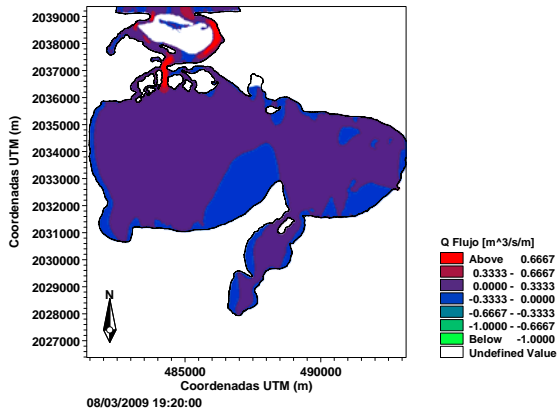 2039000
2038000
2037000
2036000
2035000
2034000
2033000
2032000
2031000
2030000
2029000
2028000
2027000
Coordenadas UTM (m)
N
485000 490000
Coordenadas UTM (m)
08/03/2009 19:20:00
Q Flujo [m^3/s/m]
Above 0.6667
0.3333 - 0.6667
0.0000 - 0.3333
-0.3333 - 0.0000
-0.6667 - -0.3333
-1.0000 - -0.6667
Below -1.0000
Undefined Value